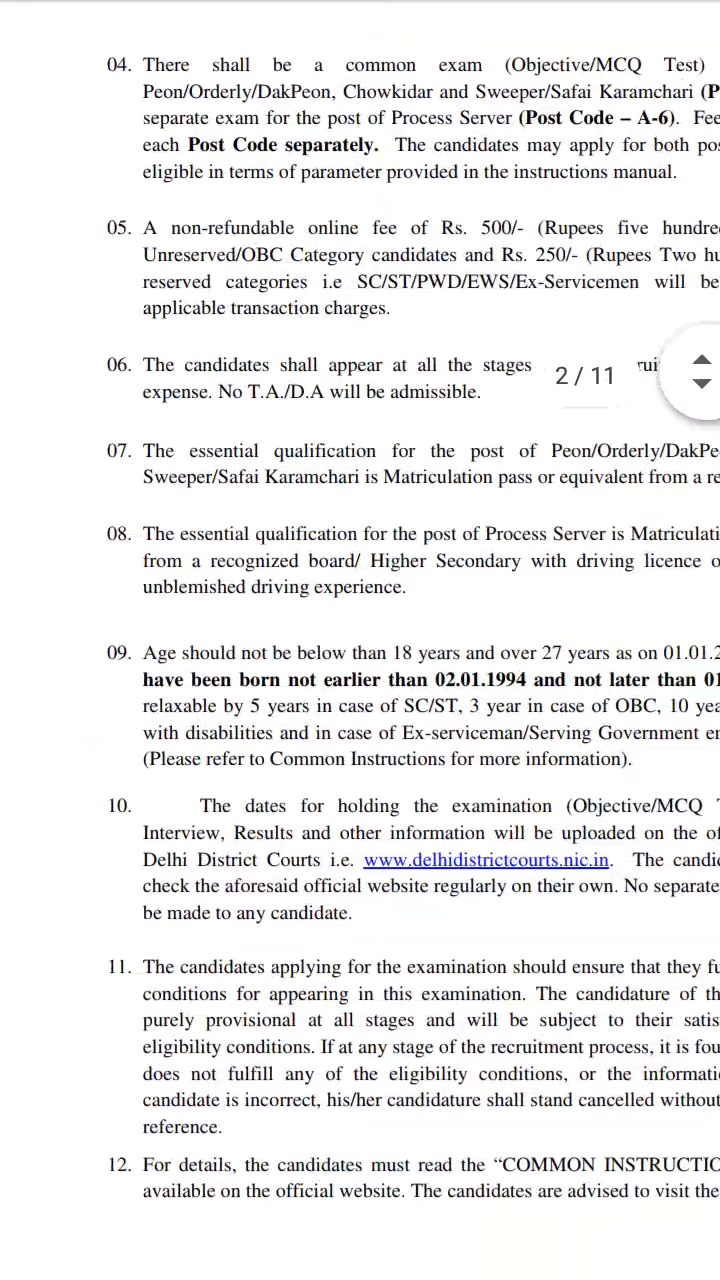 04. There shall be a common exam (Objective/MCQ Test)
Peon/Orderly/DakPeon, Chowkidar and Sweeper/Safai Karamchari (P
separate exam for the post of Process Server (Post Code – A-6). Fee
each Post Code separately. The candidates may apply for both pos
eligible in terms of parameter provided in the instructions manual.
05. A non-refundable online fee of Rs. 500/- (Rupees five hundre
Unreserved/OBC Category candidates and Rs. 250/- (Rupees Two hu
reserved categories i.e SC/ST/PWD/EWS/Ex-Servicemen will be
applicable transaction charges.
06. The candidates shall appear at all the stages rui
2 / 11
expense. No T.A./D.A will be admissible.
07. The essential qualification for the post of Peon/Orderly/DakPe
Sweeper/Safai Karamchari is Matriculation pass or equivalent from a re
08. The essential qualification for the post of Process Server is Matriculati
from a recognized board/ Higher Secondary with driving licence o
unblemished driving experience.
09. Age should not be below than 18 years and over 27 years as on 01.01.2
have been born not earlier than 02.01.1994 and not later than 01
relaxable by 5 years in case of SC/ST, 3 year in case of OBC, 10 yea
with disabilities and in case of Ex-serviceman/Serving Government er
(Please refer to Common Instructions for more information).
10. The dates for holding the examination (Objective/MCQ
Interview, Results and other information will be uploaded on the of
Delhi District Courts i.e. www.delhidistrictcourts.nic.in. The candic
check the aforesaid official website regularly on their own. No separate
be made to any candidate.
11. The candidates applying for the examination should ensure that they fu
conditions for appearing in this examination. The candidature of th
purely provisional at all stages and will be subject to their satis
eligibility conditions. If at any stage of the recruitment process, it is fou
does not fulfill any of the eligibility conditions, or the informati
candidate is incorrect, his/her candidature shall stand cancelled without
reference.
12. For details, the candidates must read the “COMMON INSTRUCTIO
available on the official website. The candidates are advised to visit the